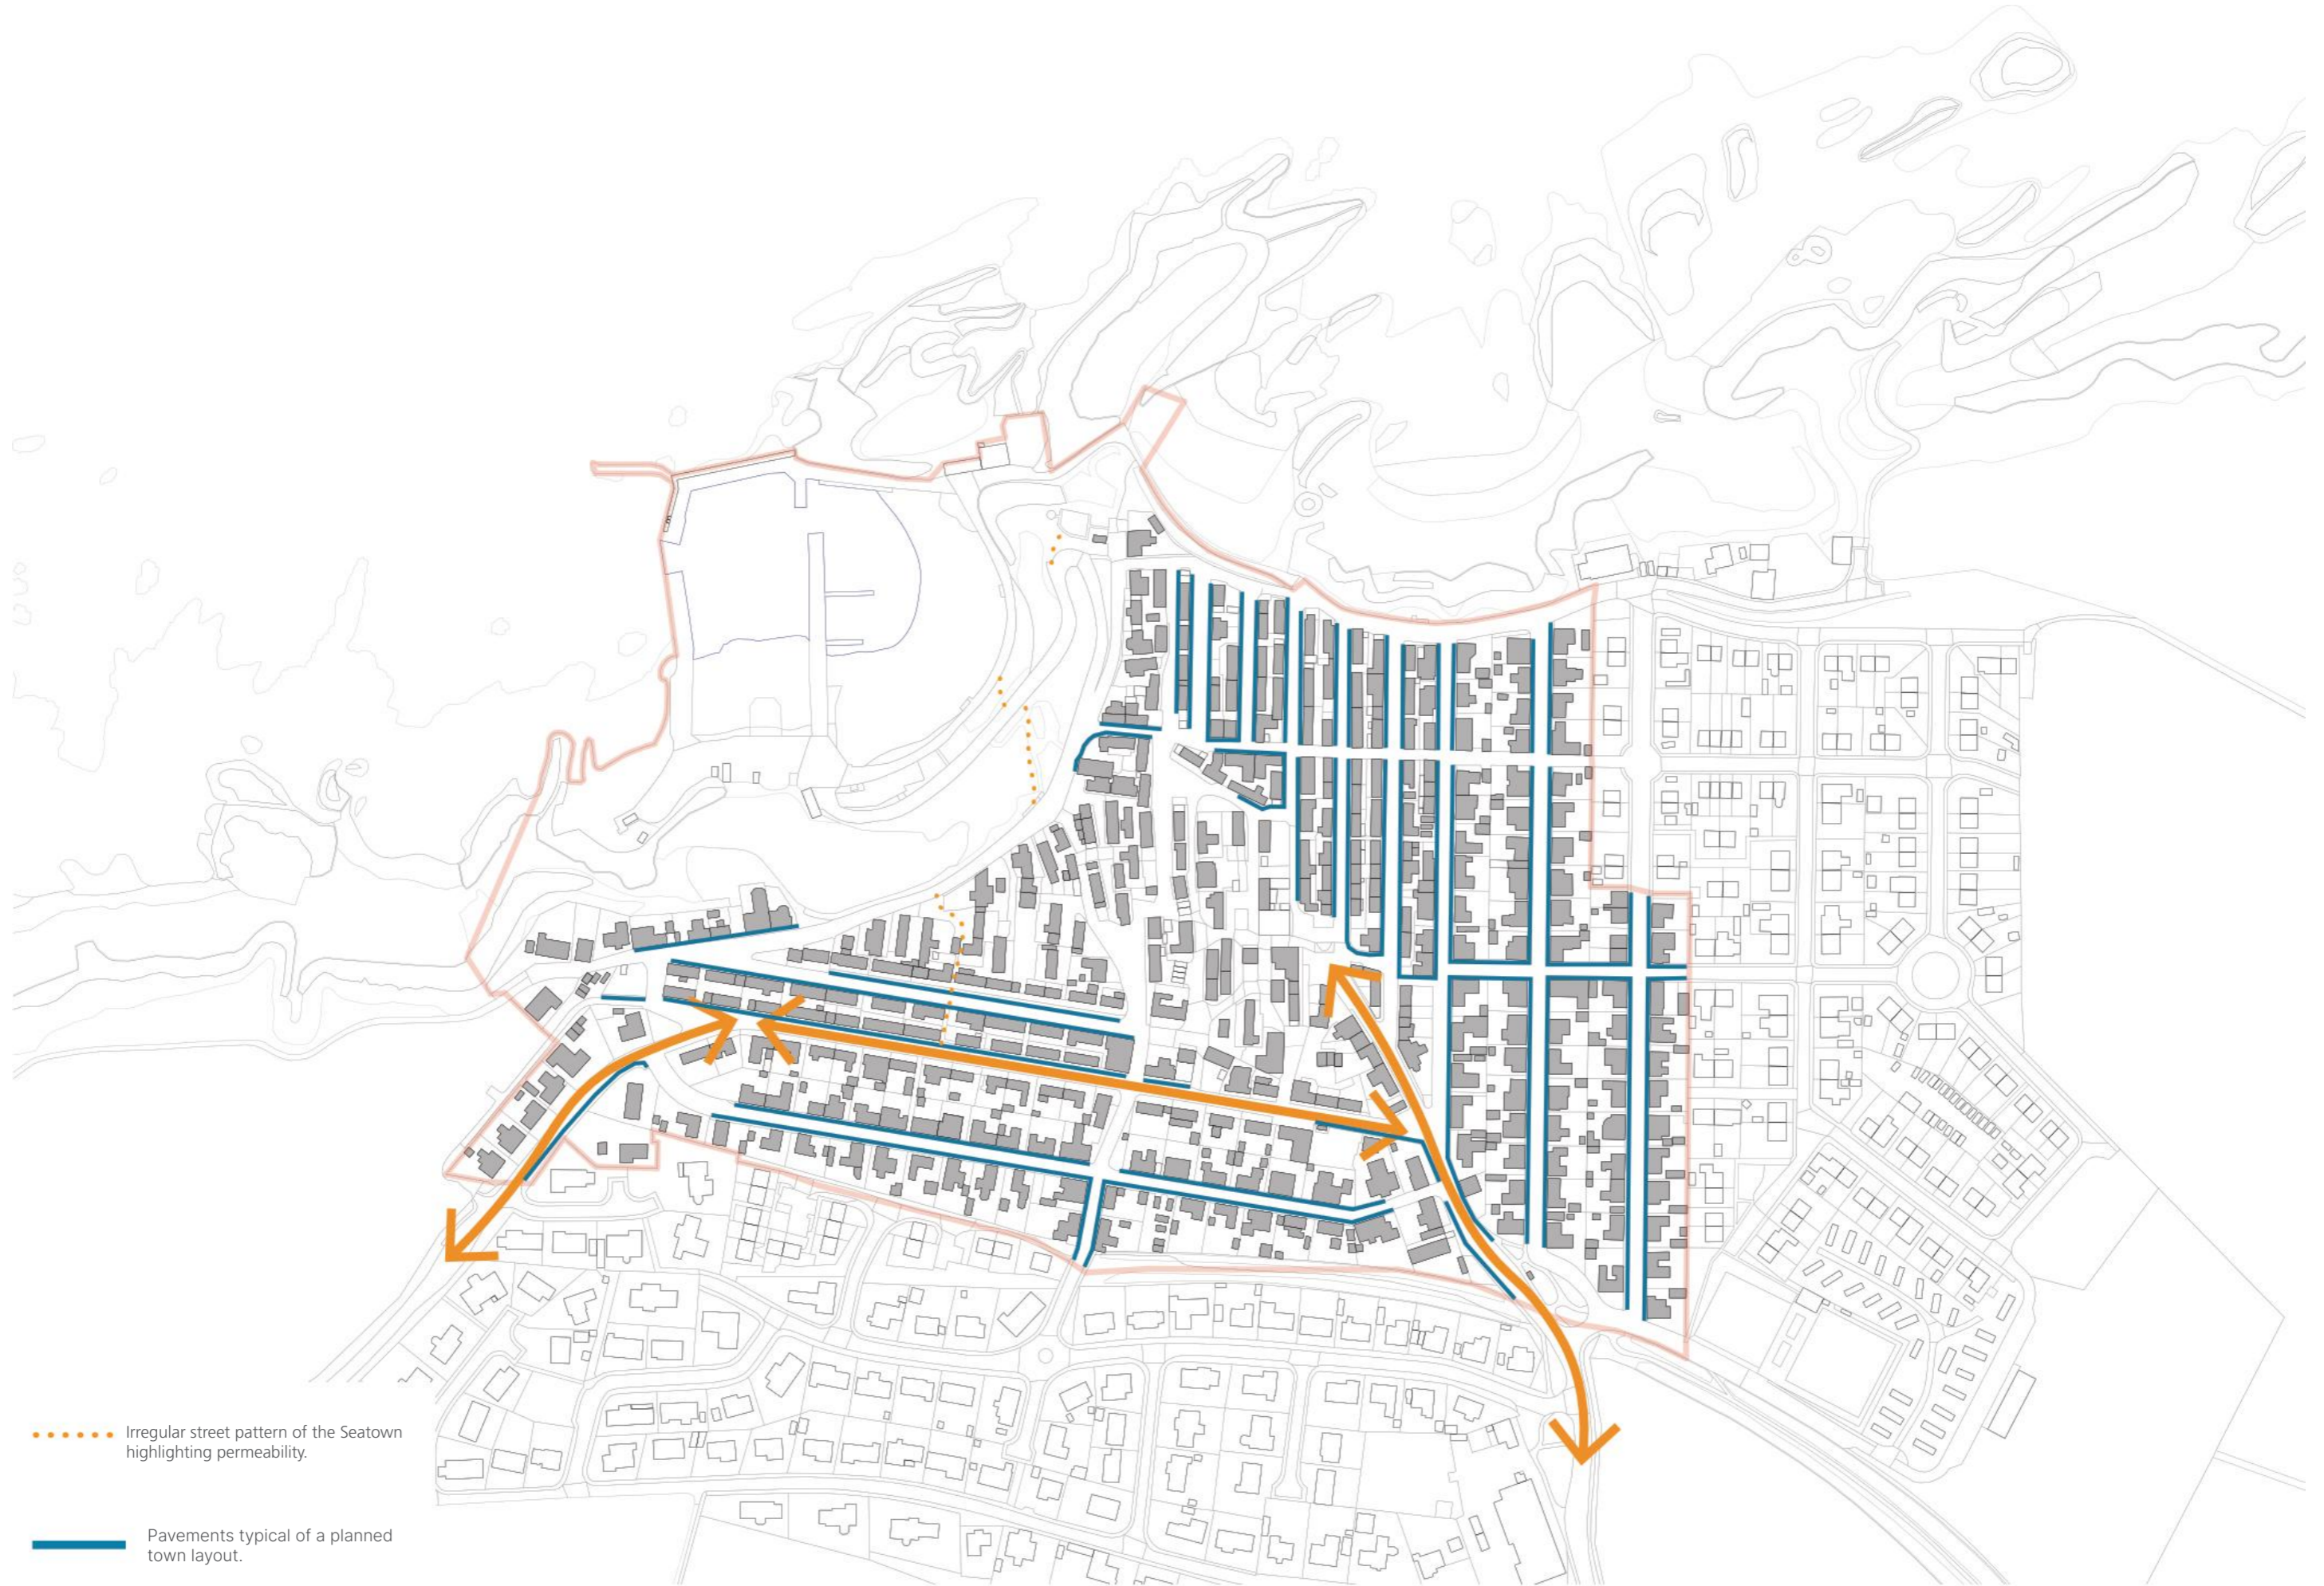 Irregular street pattern of the Seatown
highlighting permeability.
Pavements typical of a planned
town layout.